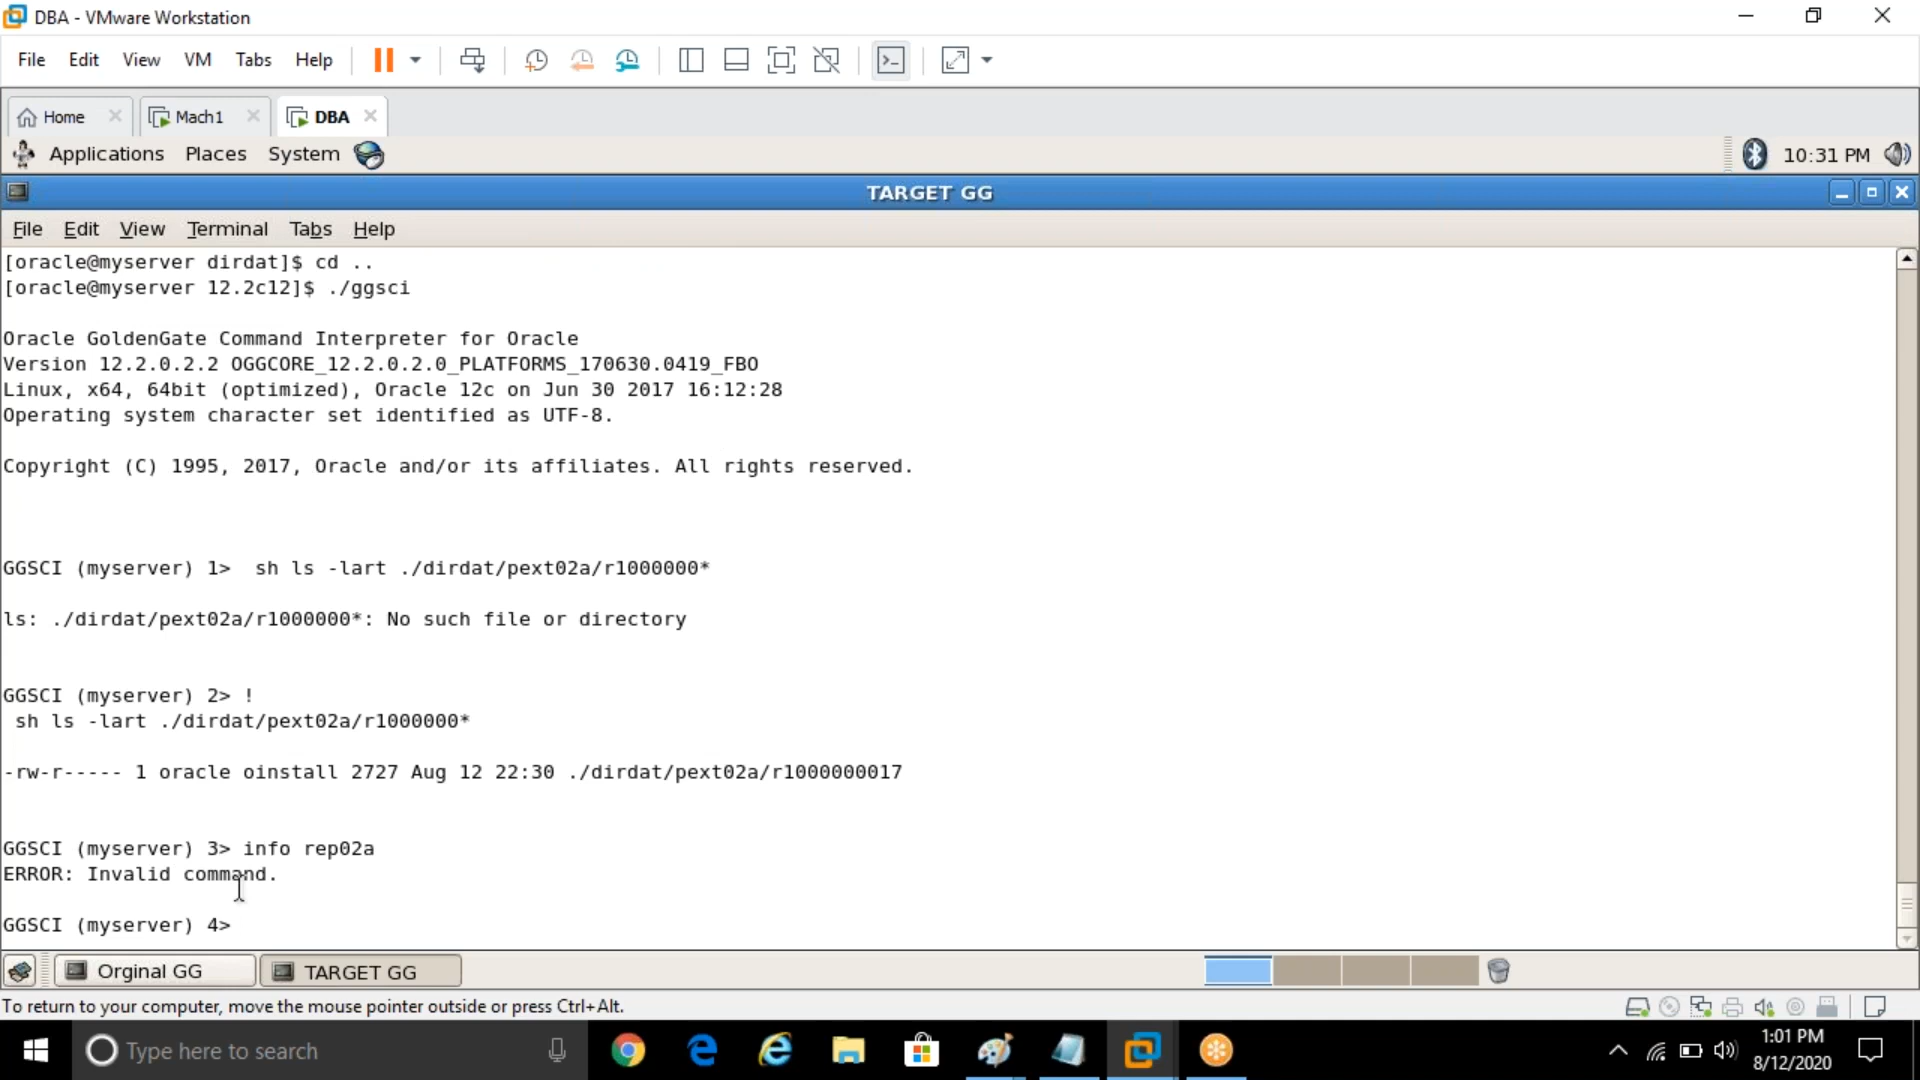 DBA - VMware Workstation
File Edit View VM Tabs Help
Home Mach1 DBA
Applications Places System 10:31 PM
TARGET GG
File Edit View Terminal Tabs Help
[oracle@myserver dirdat]$ cd ..
[oracle@myserver 12.2c12]$ ./ggsci
Oracle GoldenGate Command Interpreter for Oracle
Version 12.2.0.2.2 OGGCORE_12.2.0.2.0_PLATFORMS_170630.0419_FBO
Linux, x64, 64bit (optimized), Oracle 12c on Jun 30 2017 16:12:28
Operating system character set identified as UTF-8.
Copyright (C) 1995, 2017, Oracle and/or its affiliates. All rights reserved.
GGSCI (myserver) 1>  sh ls -lart ./dirdat/pext02a/r1000000*
ls: ./dirdat/pext02a/r1000000*: No such file or directory
GGSCI (myserver) 2> !
sh ls -lart ./dirdat/pext02a/r1000000*
-rw-r----- 1 oracle oinstall 2727 Aug 12 22:30 ./dirdat/pext02a/r1000000017
GGSCI (myserver) 3> info rep02a
ERROR: Invalid command.
GGSCI (myserver) 4>
Orginal GG TARGET GG
To return to your computer, move the mouse pointer outside or press Ctrl+Alt.
Type here to search 1:01 PM
8/12/2020